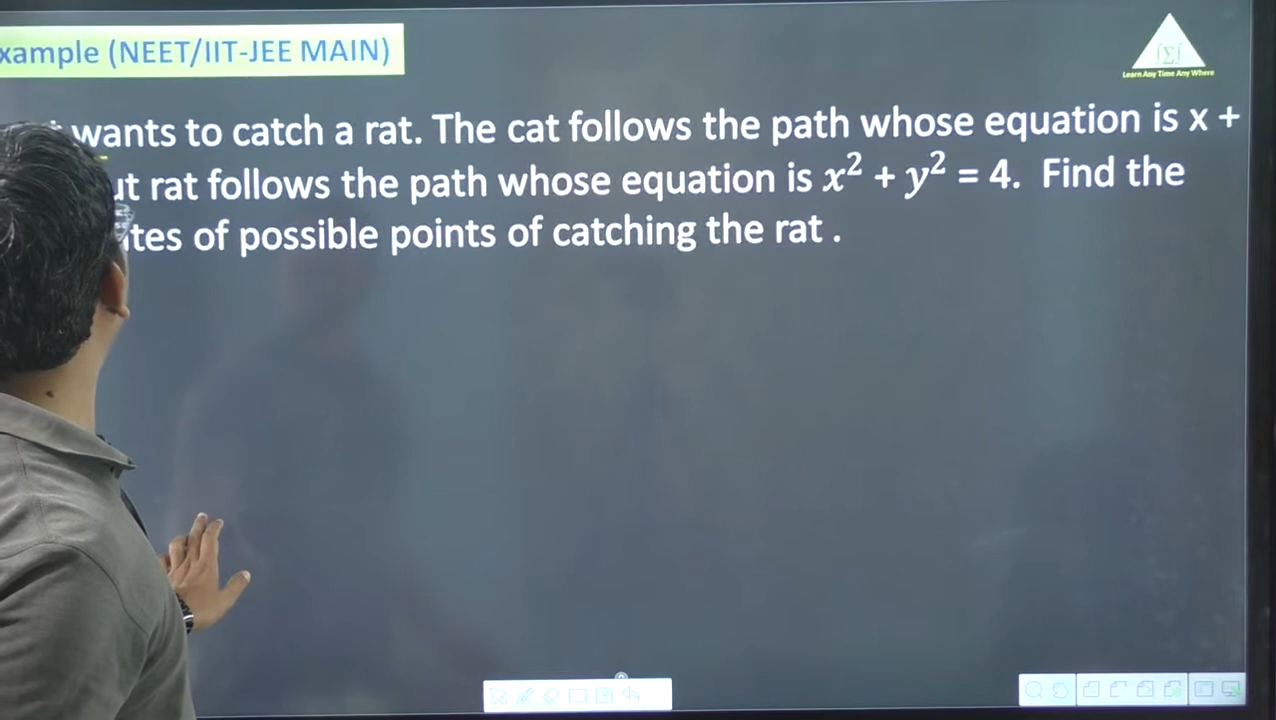 xample (NEET/IIT-JEE MAIN)
∫Σ∫
Learn Any Time Any Where
wants to catch a rat. The cat follows the path whose equation is x +
ut rat follows the path whose equation is x² + y² = 4. Find the
tes of possible points of catching the rat .